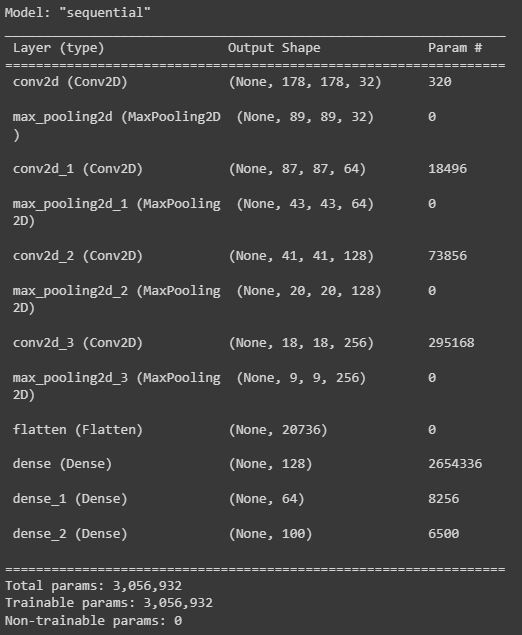 Model: "sequential"
_________________________________________________________________
Layer (type)                Output Shape              Param #
=================================================================
conv2d (Conv2D)             (None, 178, 178, 32)      320
max_pooling2d (MaxPooling2D  (None, 89, 89, 32)       0
)
conv2d_1 (Conv2D)           (None, 87, 87, 64)        18496
max_pooling2d_1 (MaxPooling  (None, 43, 43, 64)       0
2D)
conv2d_2 (Conv2D)           (None, 41, 41, 128)       73856
max_pooling2d_2 (MaxPooling  (None, 20, 20, 128)      0
2D)
conv2d_3 (Conv2D)           (None, 18, 18, 256)       295168
max_pooling2d_3 (MaxPooling  (None, 9, 9, 256)        0
2D)
flatten (Flatten)           (None, 20736)             0
dense (Dense)               (None, 128)               2654336
dense_1 (Dense)             (None, 64)                8256
dense_2 (Dense)             (None, 100)               6500
=================================================================
Total params: 3,056,932
Trainable params: 3,056,932
Non-trainable params: 0